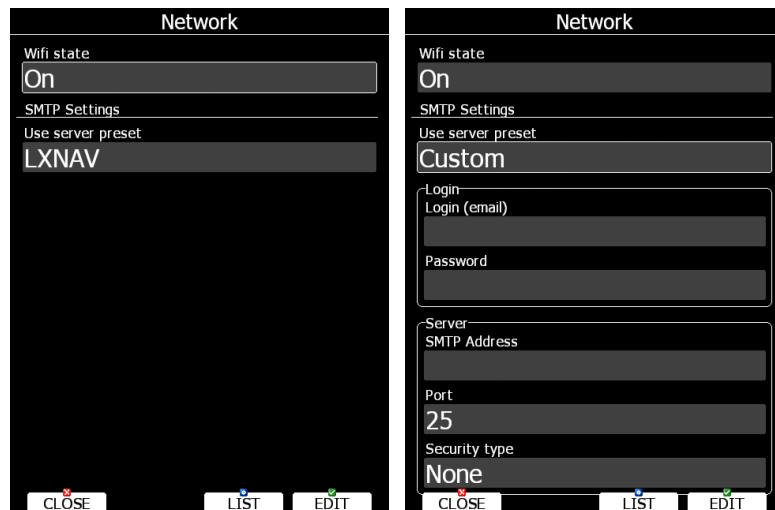 Network
Wifi state
On
SMTP Settings
Use server preset
LXNAV
CLOSE
LIST
EDIT
Network
Wifi state
On
SMTP Settings
Use server preset
Custom
Login
Login (email)
Password
Server
SMTP Address
Port
25
Security type
None
CLOSE
LIST
EDIT